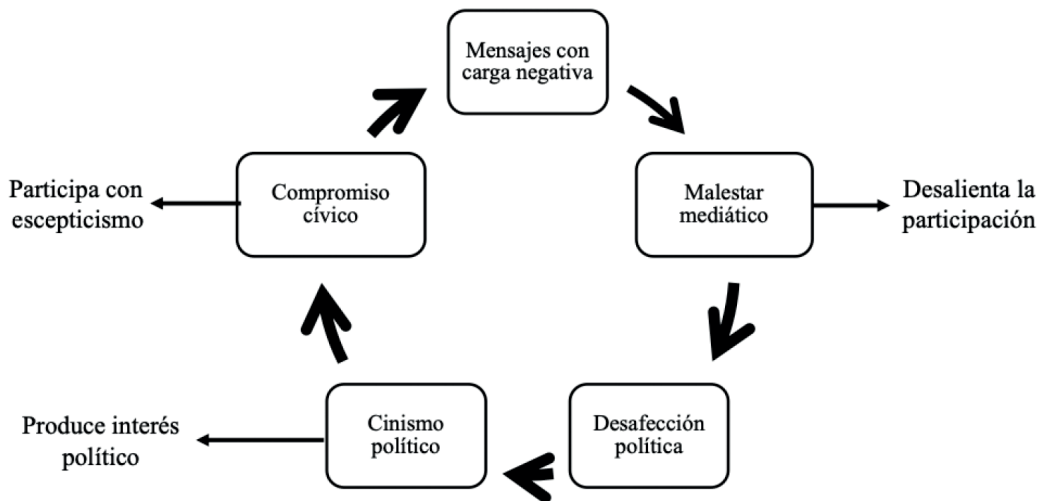 Mensajes con
carga negativa
Participa con
escepticismo
Compromiso
cívico
Malestar
mediático
Desalienta la
participación
Produce interés
político
Cinismo
político
Desafección
política